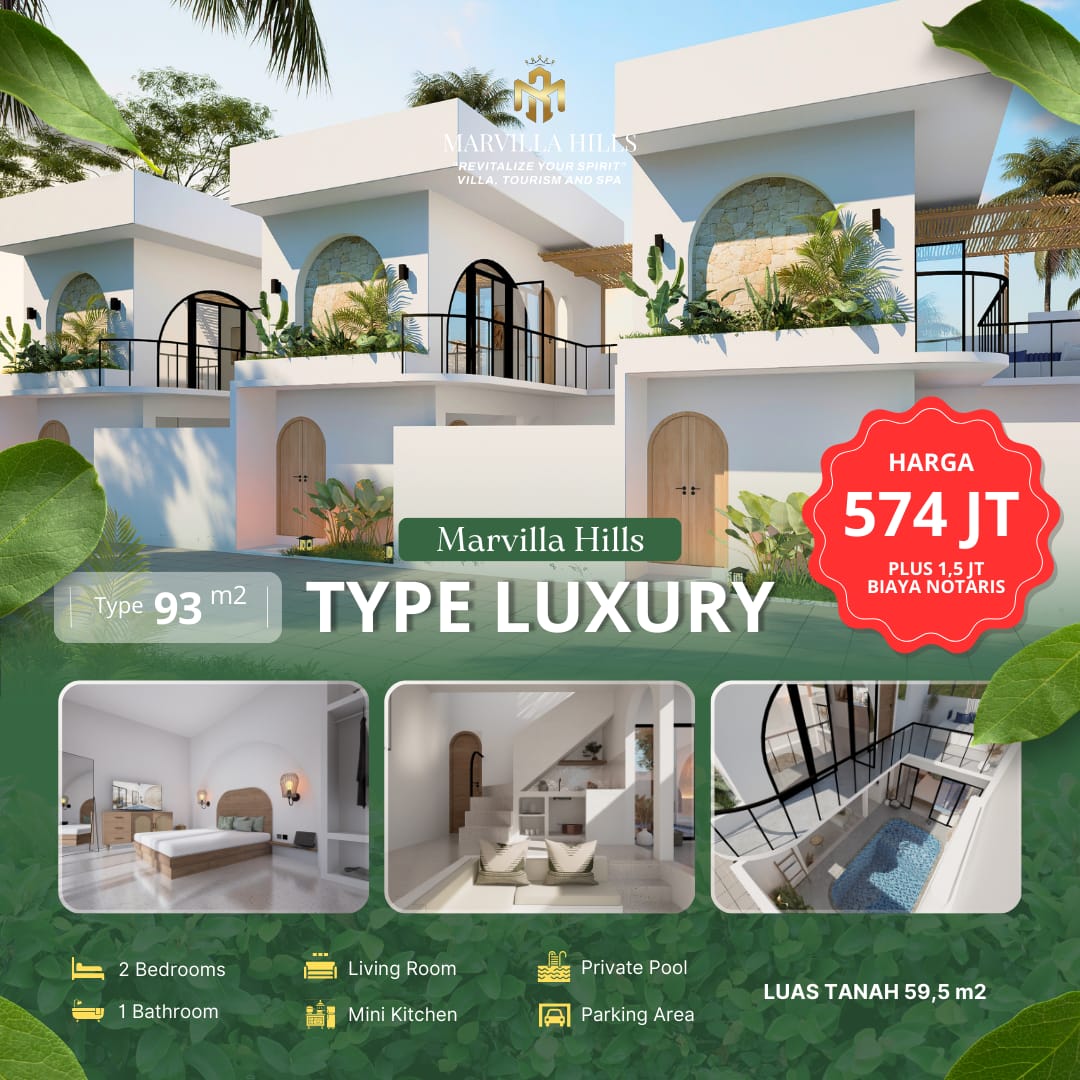 MARVILLA HILLS
"REVITALIZE YOUR SPIRIT"
VILLA, TOURISM AND SPA
HARGA
574 JT
PLUS 1,5 JT
BIAYA NOTARIS
Marvilla Hills
Type 93 m2
TYPE LUXURY
2 Bedrooms
Living Room
Private Pool
1 Bathroom
Mini Kitchen
Parking Area
LUAS TANAH 59,5 m2